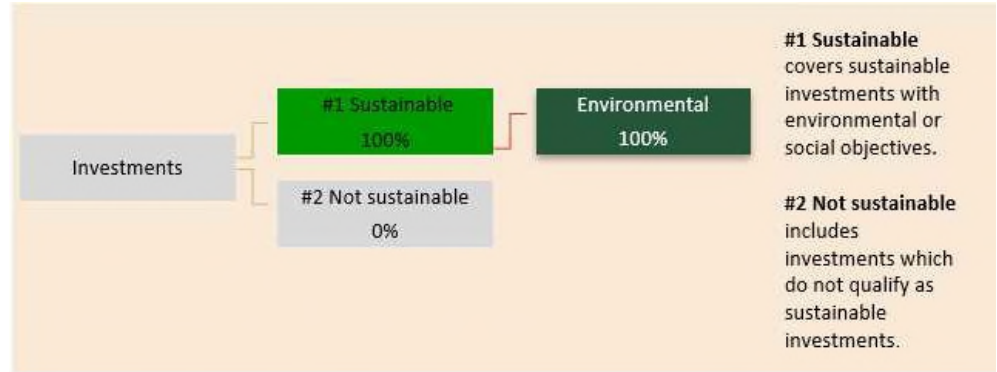 Investments
#1 Sustainable
100%
#2 Not sustainable
0%
Environmental
100%
#1 Sustainable
covers sustainable
investments with
environmental or
social objectives.
#2 Not sustainable
includes
investments which
do not qualify as
sustainable
investments.